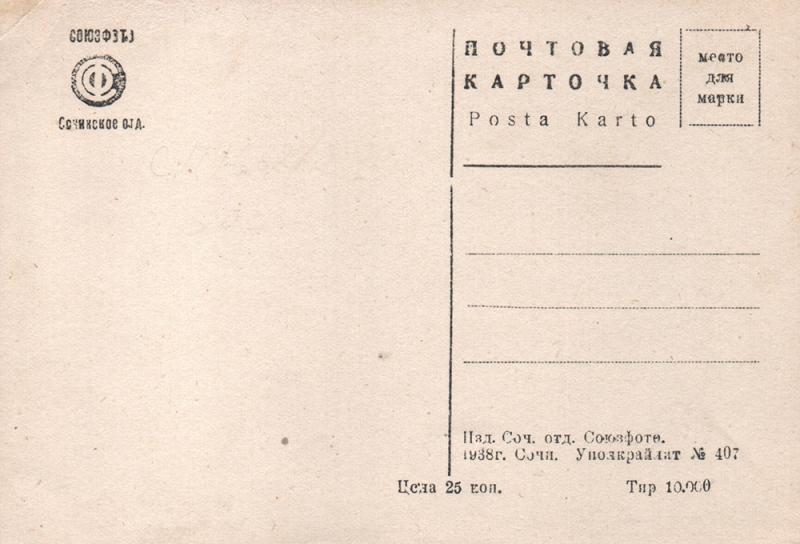 СОЮЗФОТО
Сочинское отд.
ПОЧТОВАЯ
КАРТОЧКА
Posta Karto
место
для
марки
Изд. Соч. отд. Союзфото.
1938г. Сочи. Уполкрайлит № 407
Цена 25 коп.
Тир 10.000